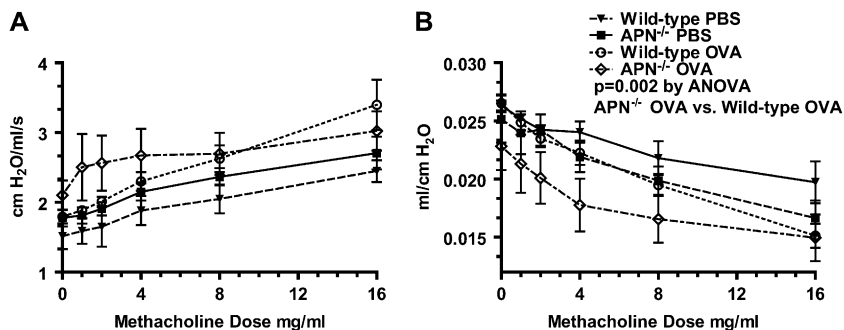 A
cm H2O/ml/s
4
3
2
1
0 4 8 12 16
Methacholine Dose mg/ml
B
Wild-type PBS
APN-/- PBS
Wild-type OVA
APN-/- OVA
p=0.002 by ANOVA
APN-/- OVA vs. Wild-type OVA
ml/cm H2O
0.030
0.025
0.020
0.015
0 4 8 12 16
Methacholine Dose mg/ml